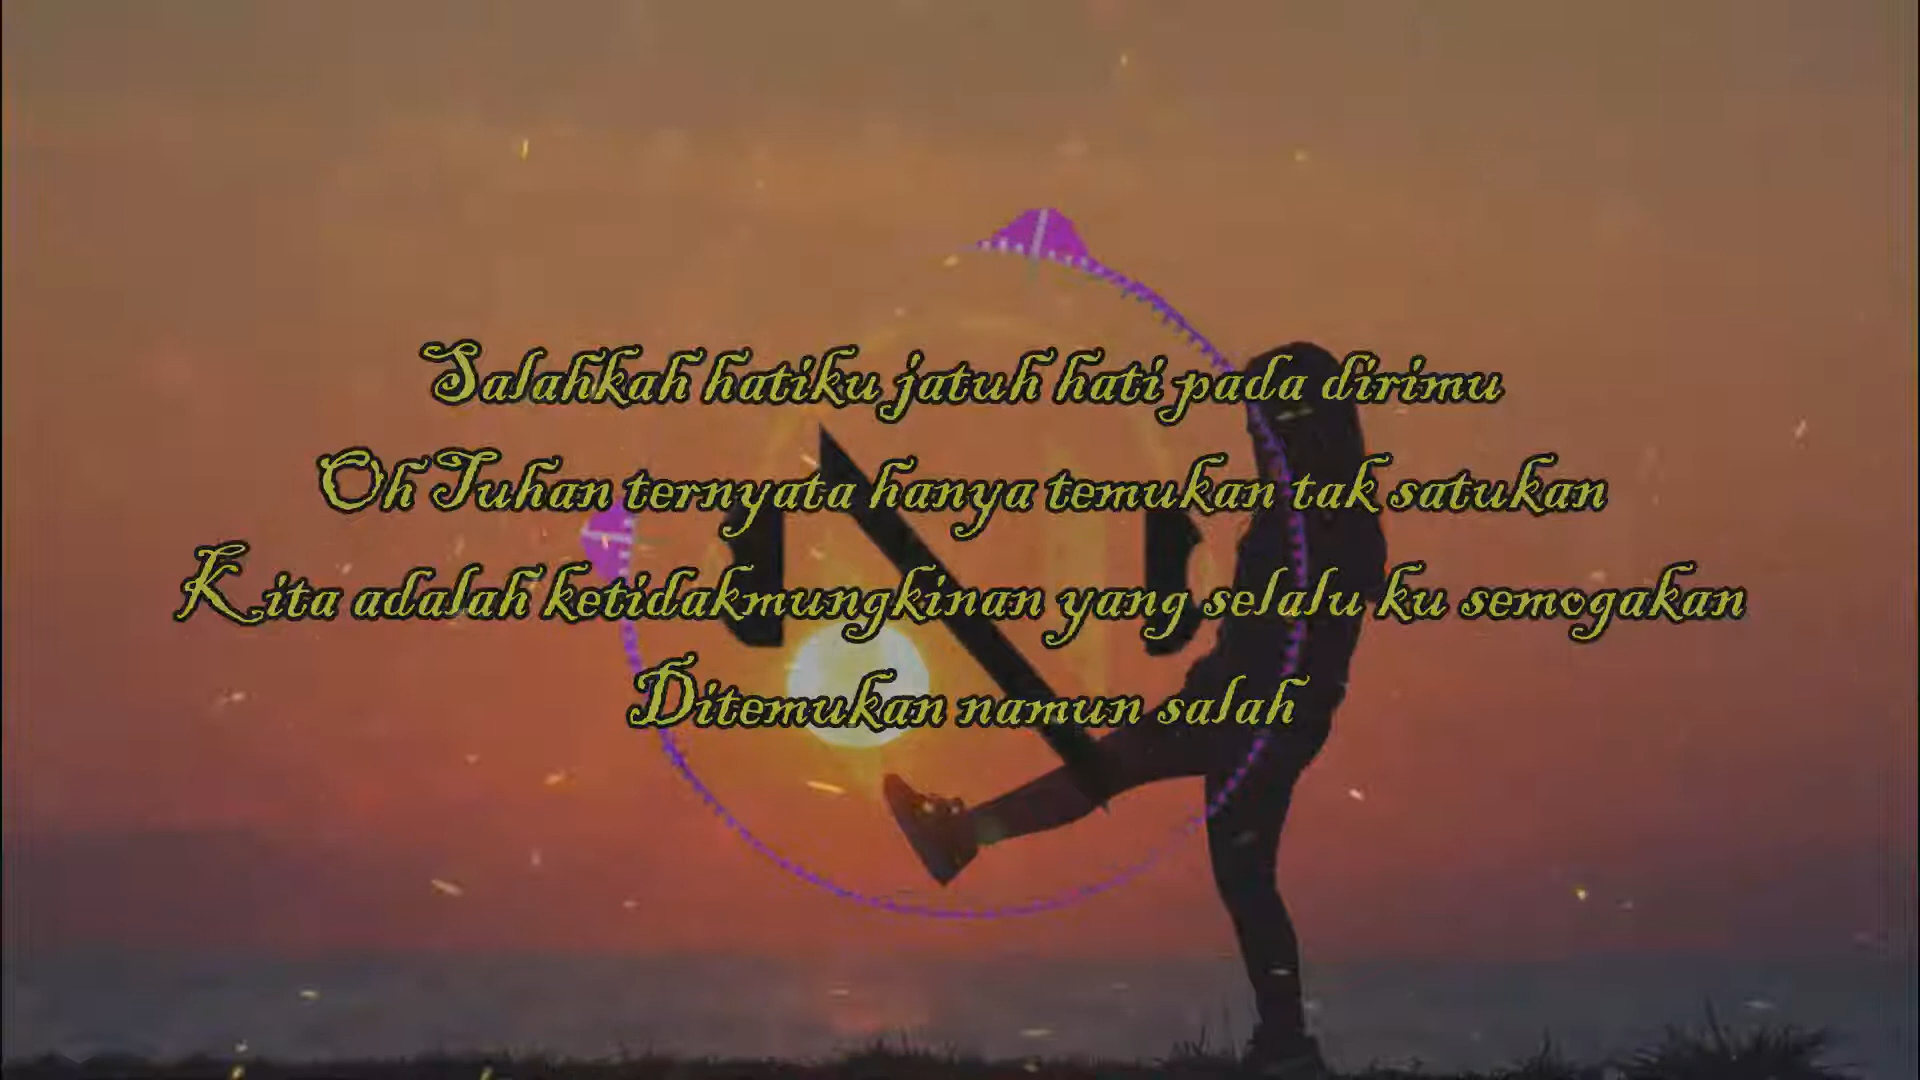 Salahkah hatiku jatuh hati pada dirimu
Oh Tuhan ternyata hanya temukan tak satukan
Kita adalah ketidakmungkinan yang selalu ku semogakan
Ditemukan namun salah